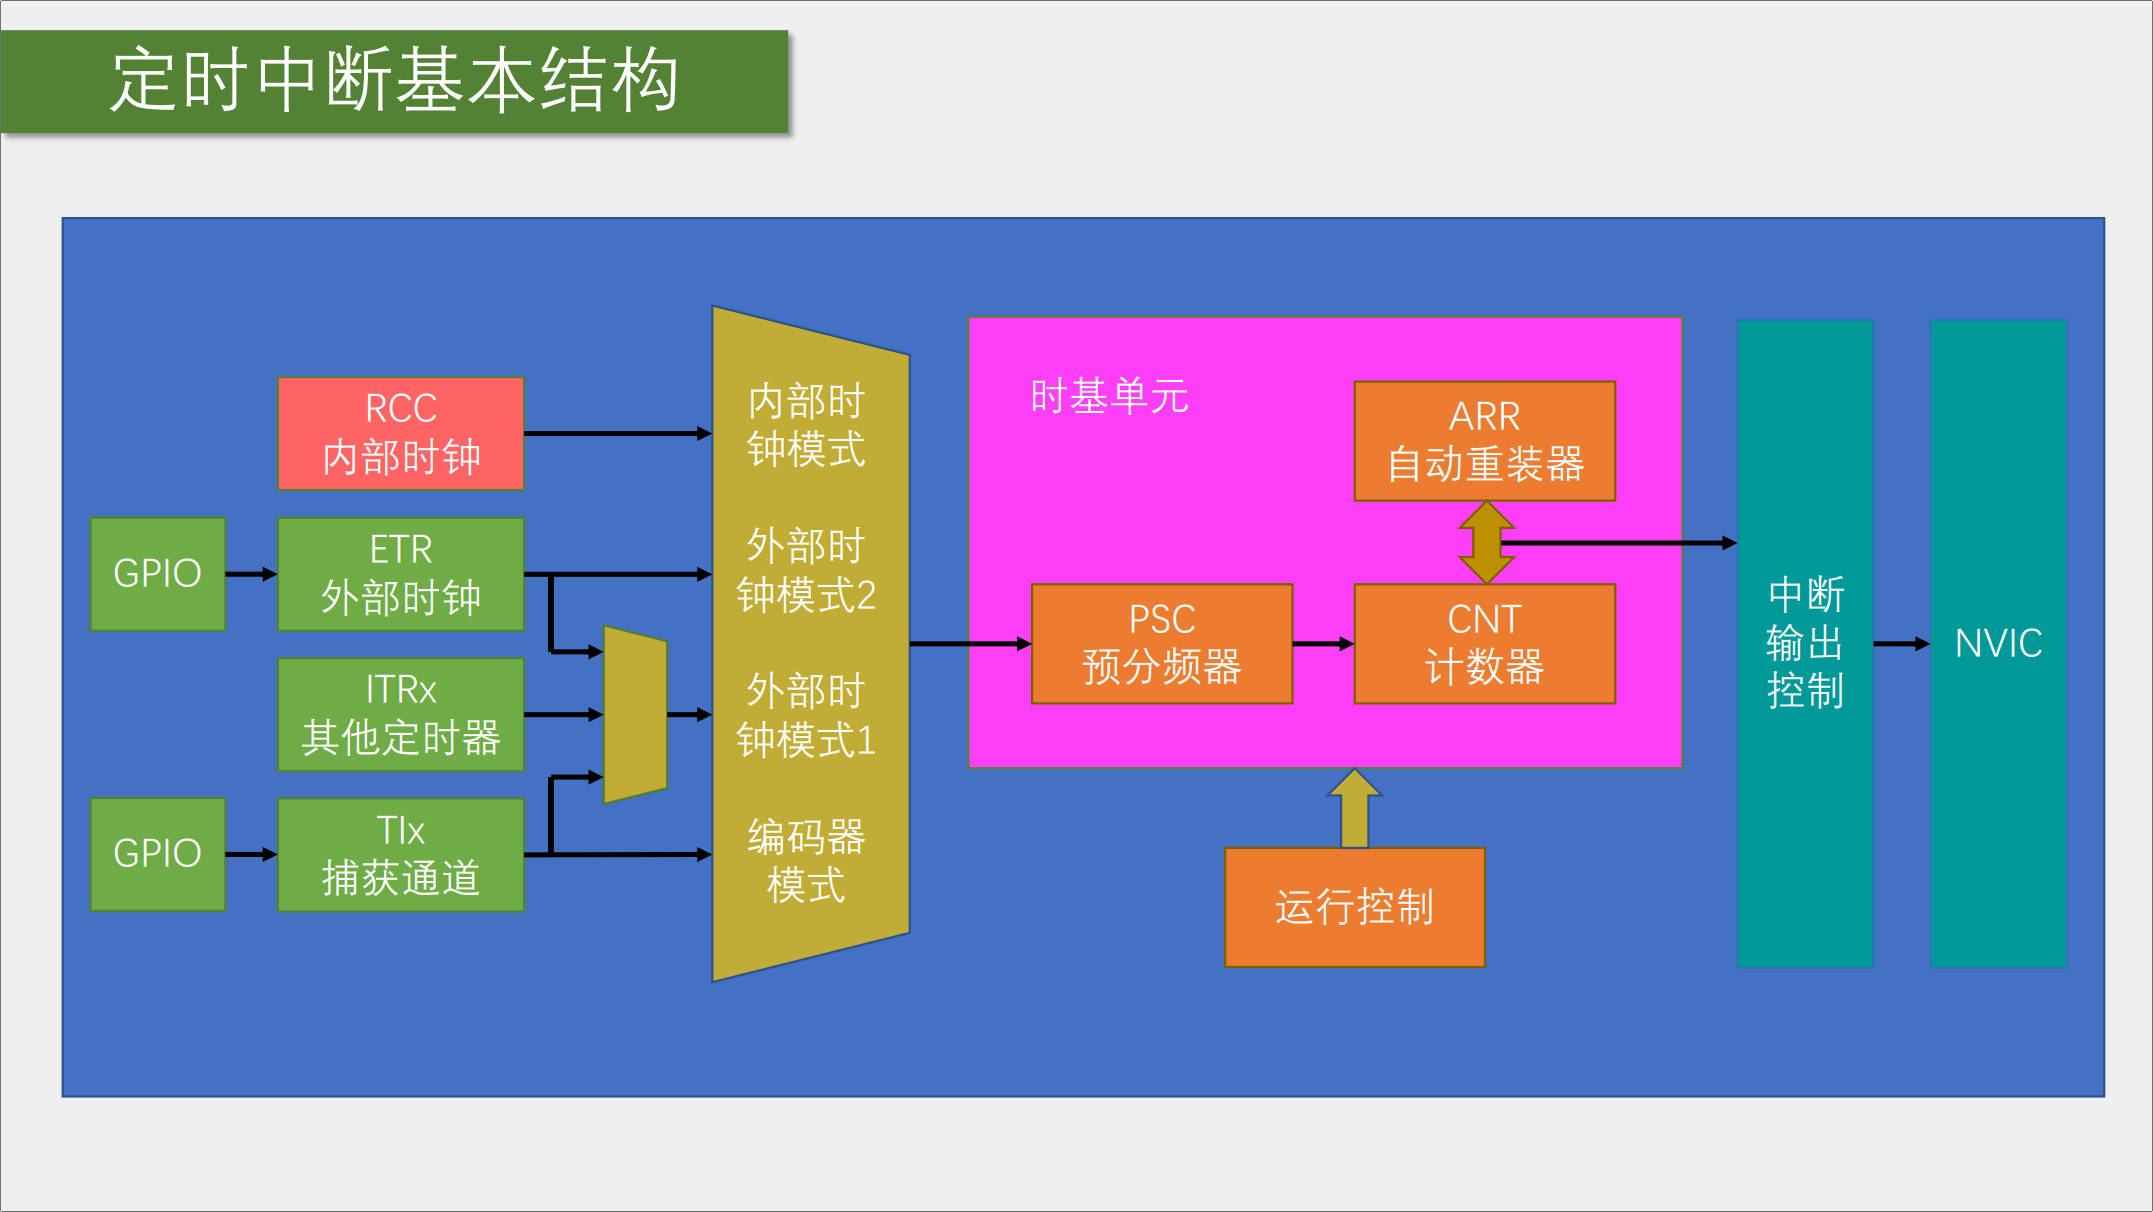 定时中断基本结构
RCC
内部时钟
GPIO
ETR
外部时钟
ITRx
其他定时器
GPIO
TIx
捕获通道
内部时
钟模式
外部时
钟模式2
外部时
钟模式1
编码器
模式
时基单元
ARR
自动重装器
PSC
预分频器
CNT
计数器
运行控制
中断
输出
控制
NVIC